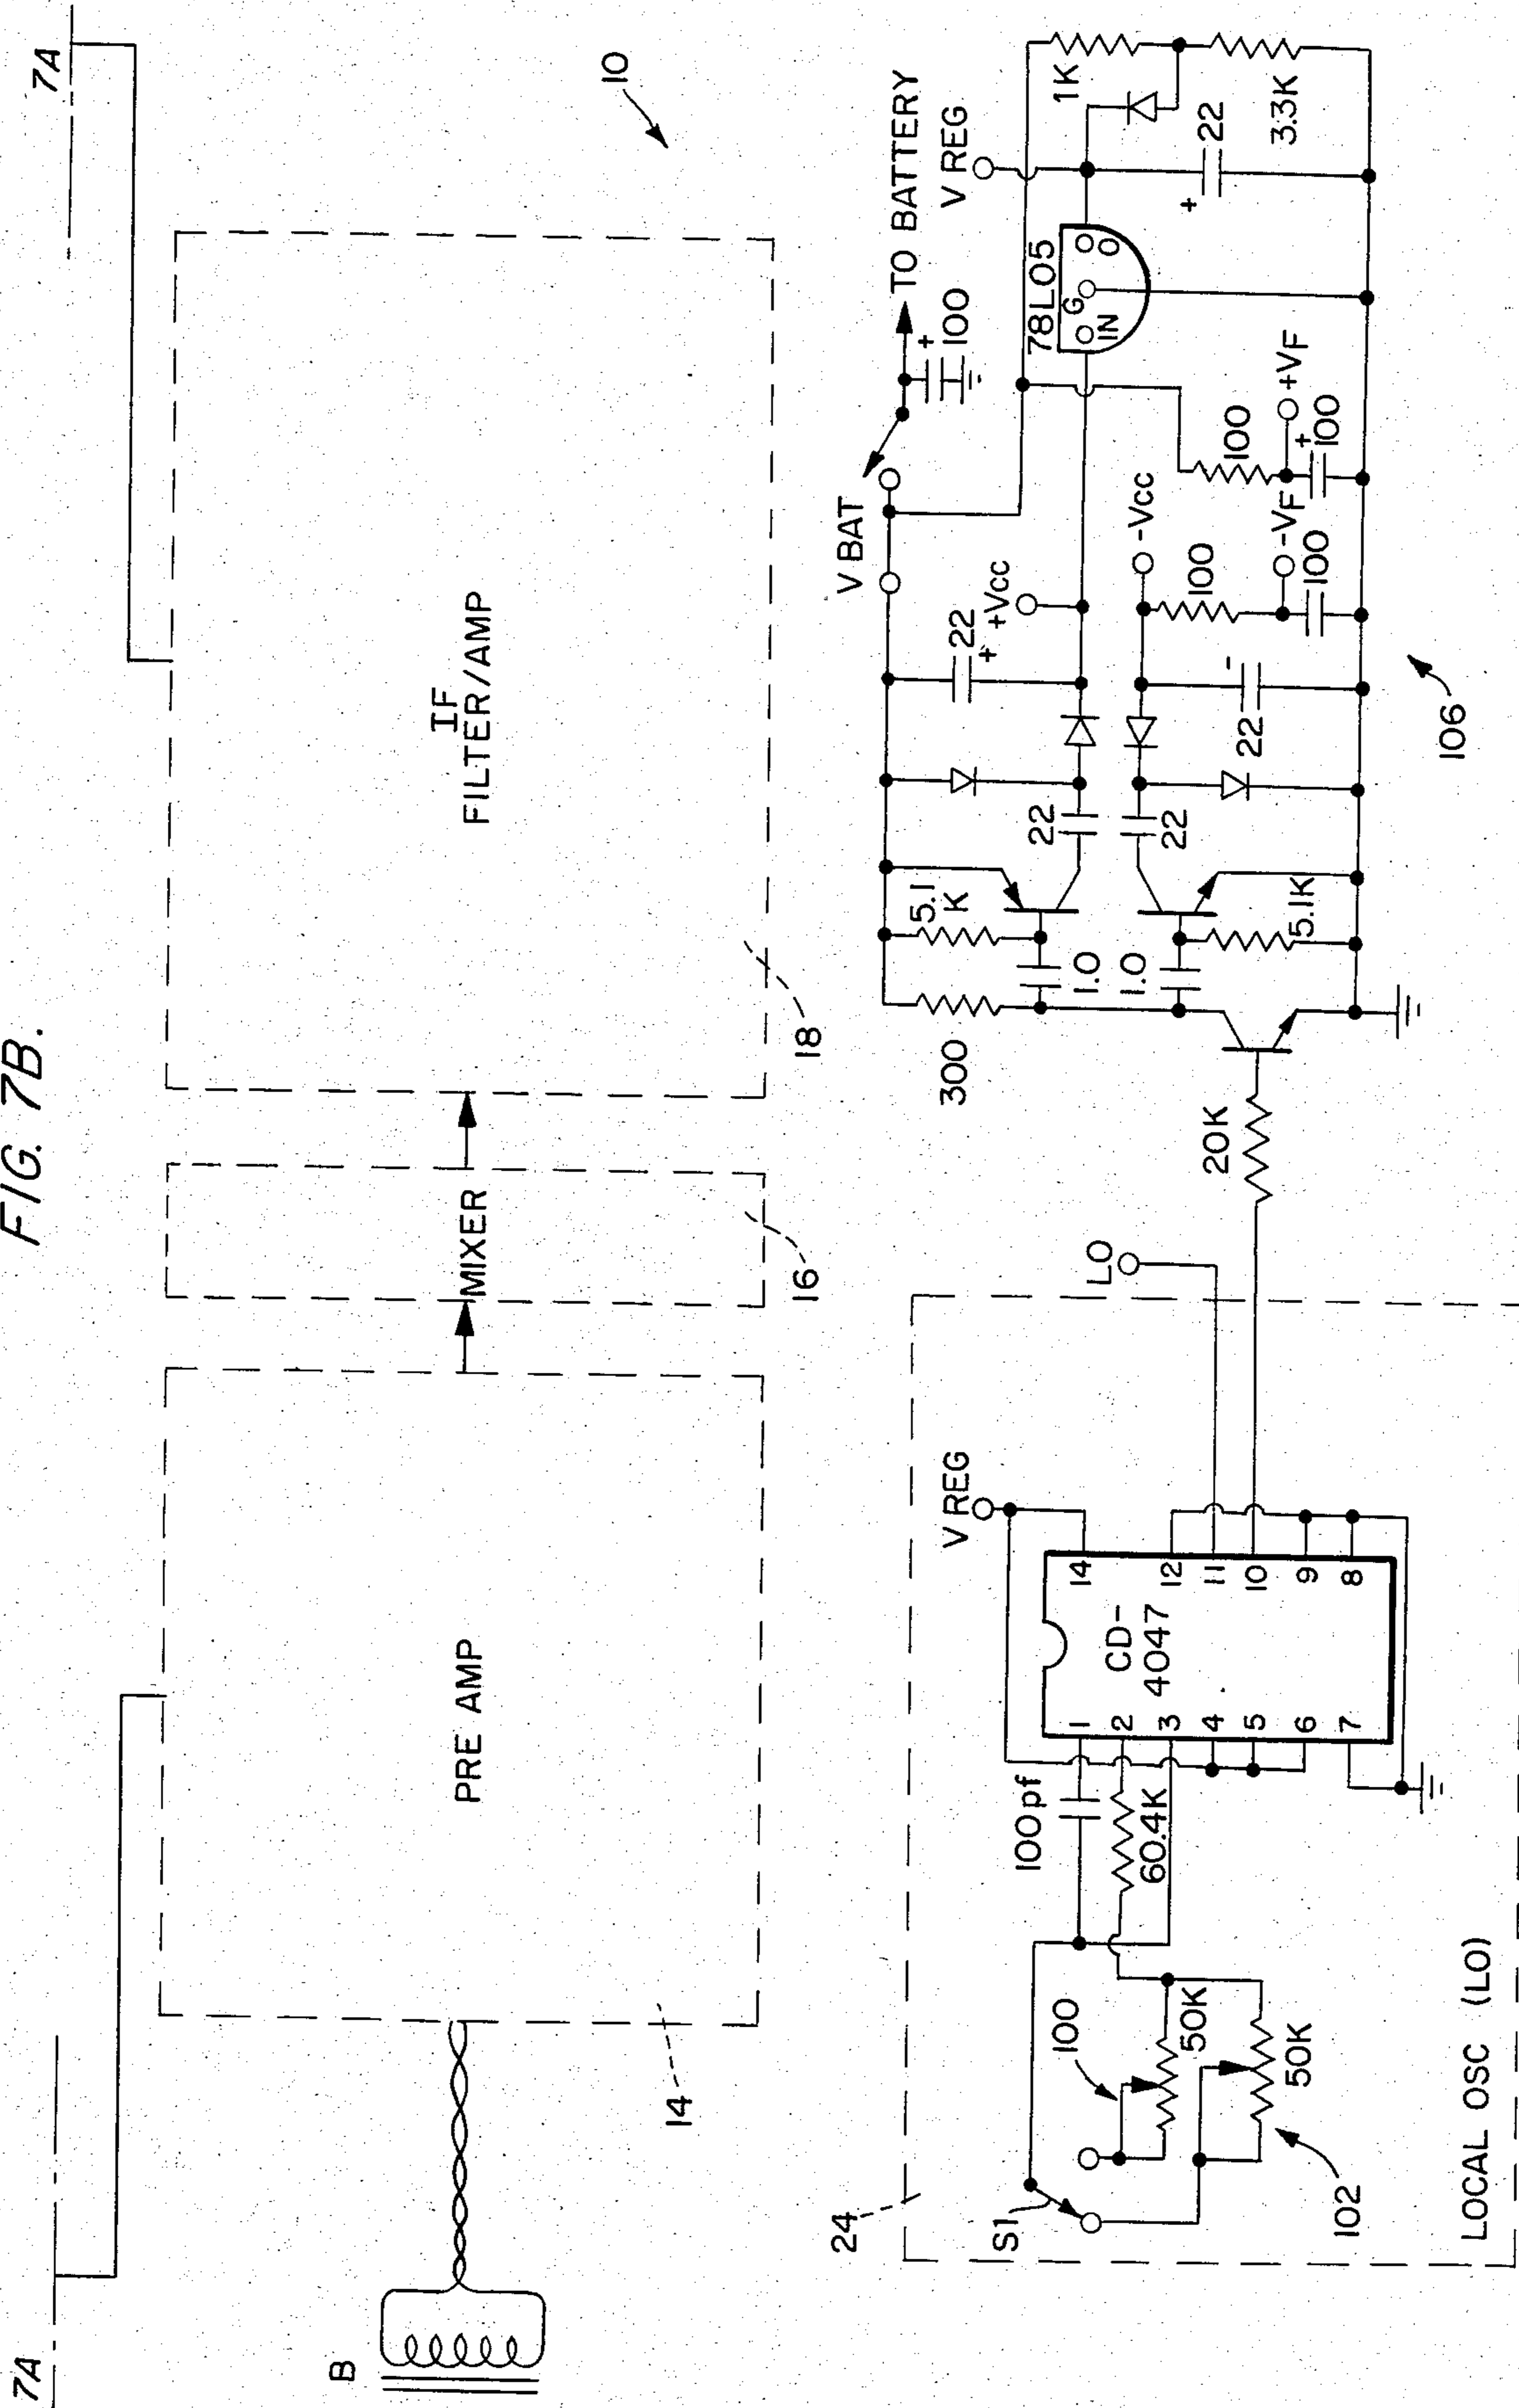 FIG. 7B.
7A
7A
B
PRE AMP
14
MIXER
16
IF
FILTER/AMP
18
10
24
S1
100
50K
50K
102
LOCAL OSC (LO)
100pf
60.4K
1
2
3
4
5
6
7
CD-
4047
14
12
11
10
9
8
V REG
LO
20K
300
5.1
K
1.0
1.0
5.1K
22
22
22
+
22
-
+Vcc
-Vcc
V BAT
TO BATTERY
+
100
100
-VF
100
100
+VF
+
100
78L05
IN
G
O
V REG
+
22
1K
3.3K
106